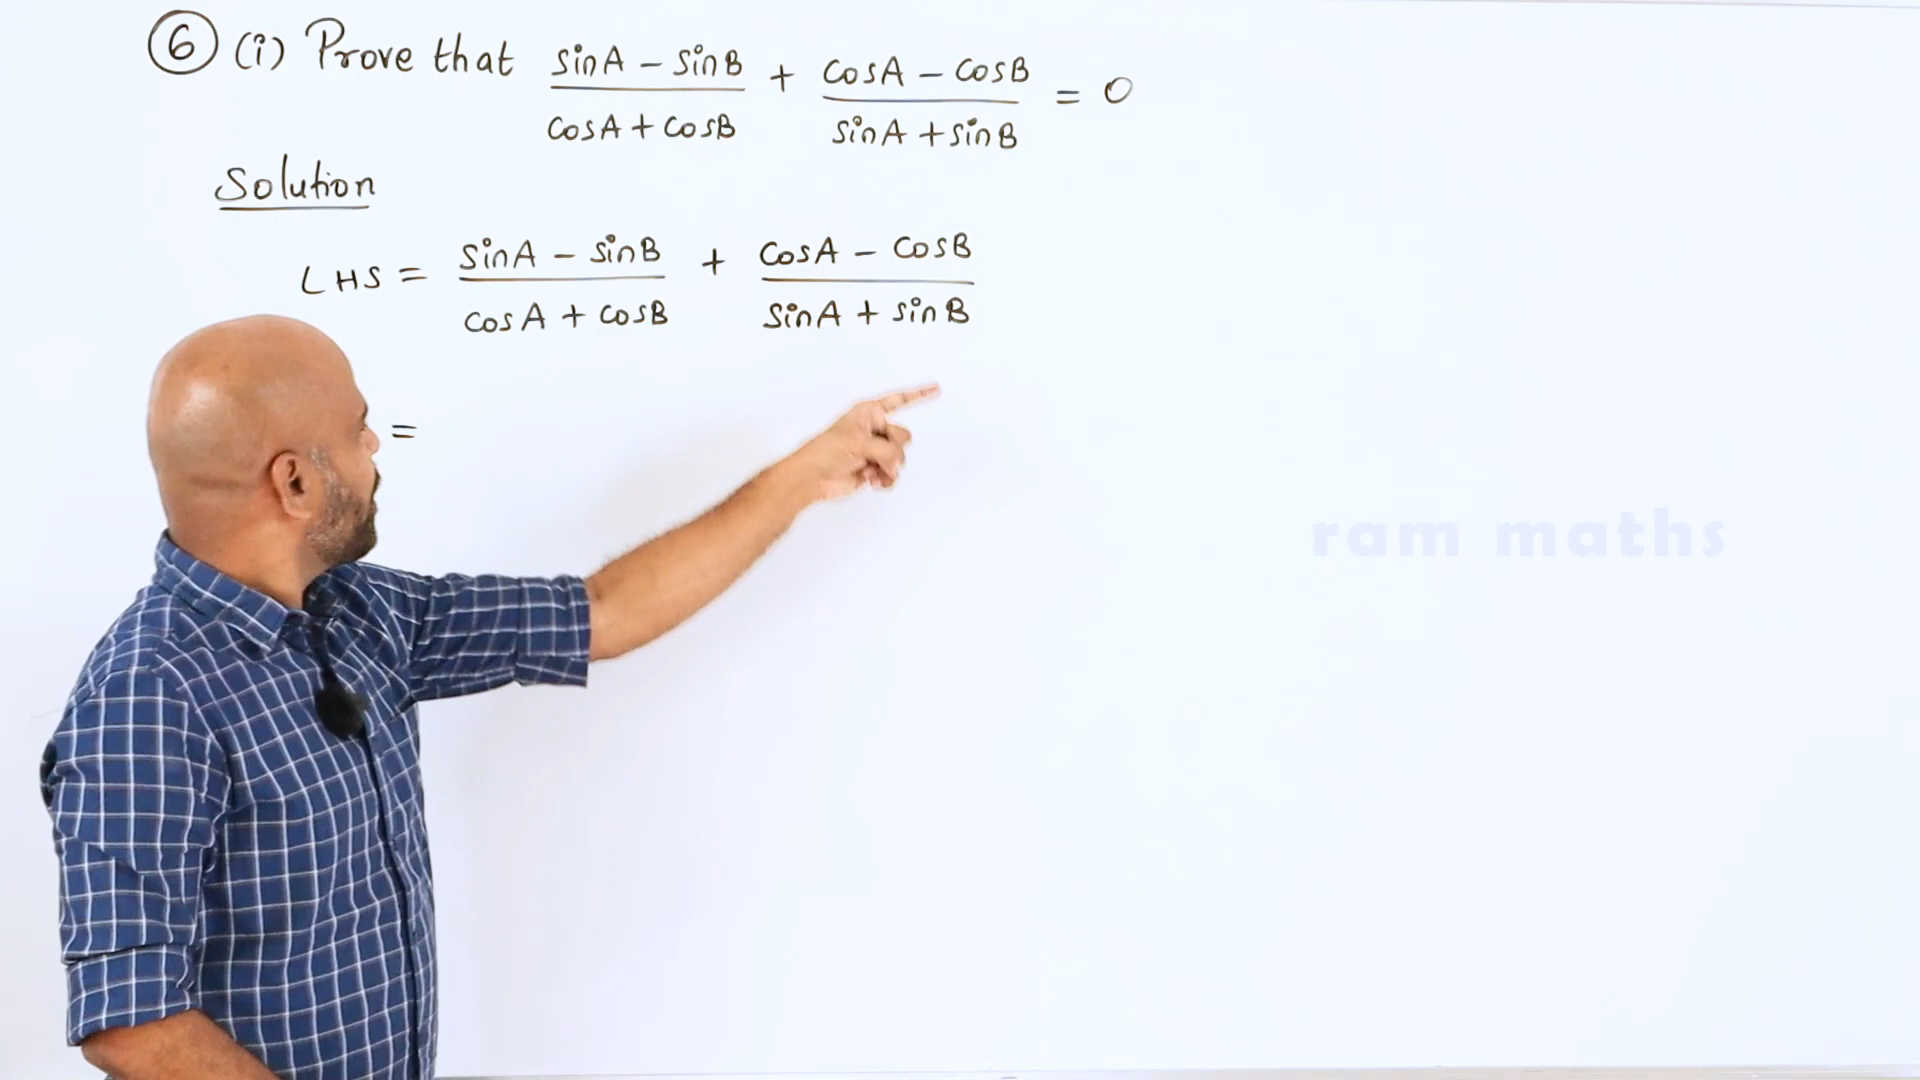 6 (i) Prove that (sinA - sinB)/(cosA + cosB) + (cosA - cosB)/(sinA + sinB) = 0
Solution
LHS = (sinA - sinB)/(cosA + cosB) + (cosA - cosB)/(sinA + sinB)
=
ram maths